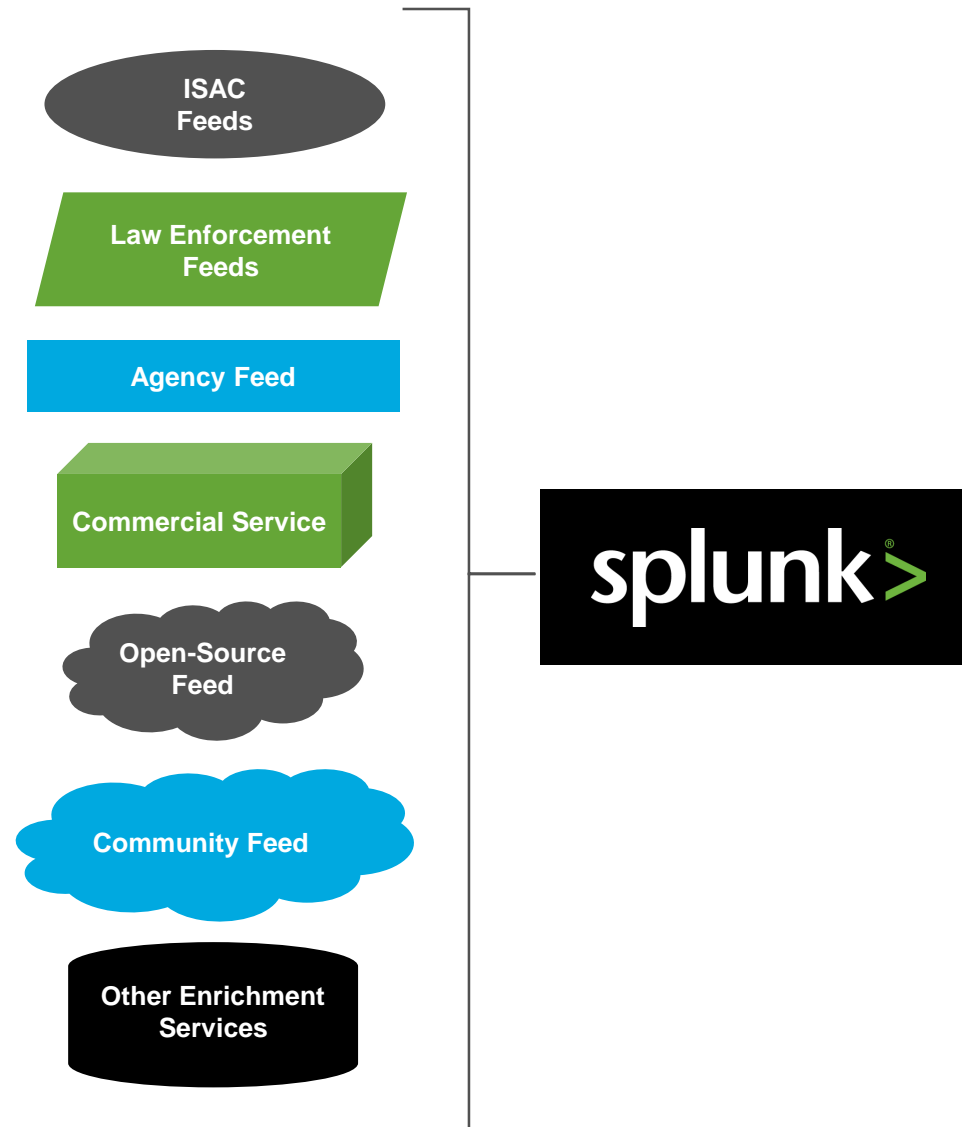 ISAC
Feeds
Law Enforcement
Feeds
Agency Feed
Commercial Service
Open-Source
Feed
Community Feed
Other Enrichment
Services
splunk>®